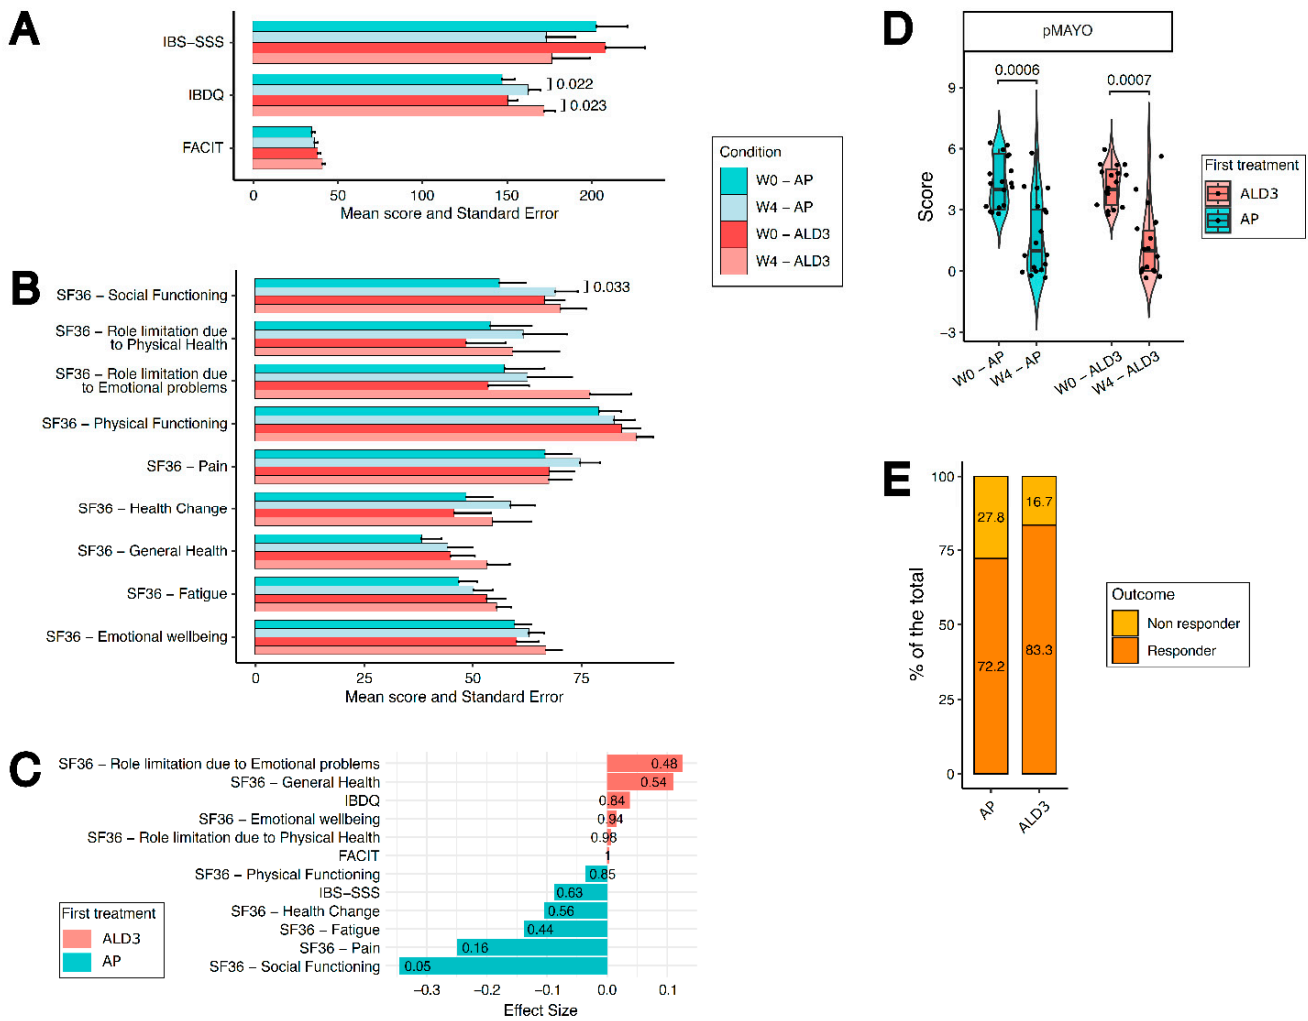 A
IBS−SSS
IBDQ
FACIT
0.022
0.023
0
50
100
150
200
Mean score and Standard Error
Condition
W0 − AP
W4 − AP
W0 − ALD3
W4 − ALD3
B
SF36 − Social Functioning
0.033
SF36 − Role limitation due
to Physical Health
SF36 − Role limitation due
to Emotional problems
SF36 − Physical Functioning
SF36 − Pain
SF36 − Health Change
SF36 − General Health
SF36 − Fatigue
SF36 − Emotional wellbeing
0
25
50
75
Mean score and Standard Error
C
SF36 − Role limitation due to Emotional problems
0.48
SF36 − General Health
0.54
IBDQ
0.84
SF36 − Emotional wellbeing
0.94
SF36 − Role limitation due to Physical Health
0.98
FACIT
1
SF36 − Physical Functioning
0.85
IBS−SSS
0.63
SF36 − Health Change
0.56
SF36 − Fatigue
0.44
SF36 − Pain
0.16
SF36 − Social Functioning
0.05
−0.3
−0.2
−0.1
0.0
0.1
Effect Size
First treatment
ALD3
AP
D
pMAYO
0.0006
0.0007
9
6
3
0
−3
Score
W0 − AP
W4 − AP
W0 − ALD3
W4 − ALD3
First treatment
ALD3
AP
E
100
75
50
25
0
% of the total
27.8
16.7
72.2
83.3
AP
ALD3
Outcome
Non responder
Responder